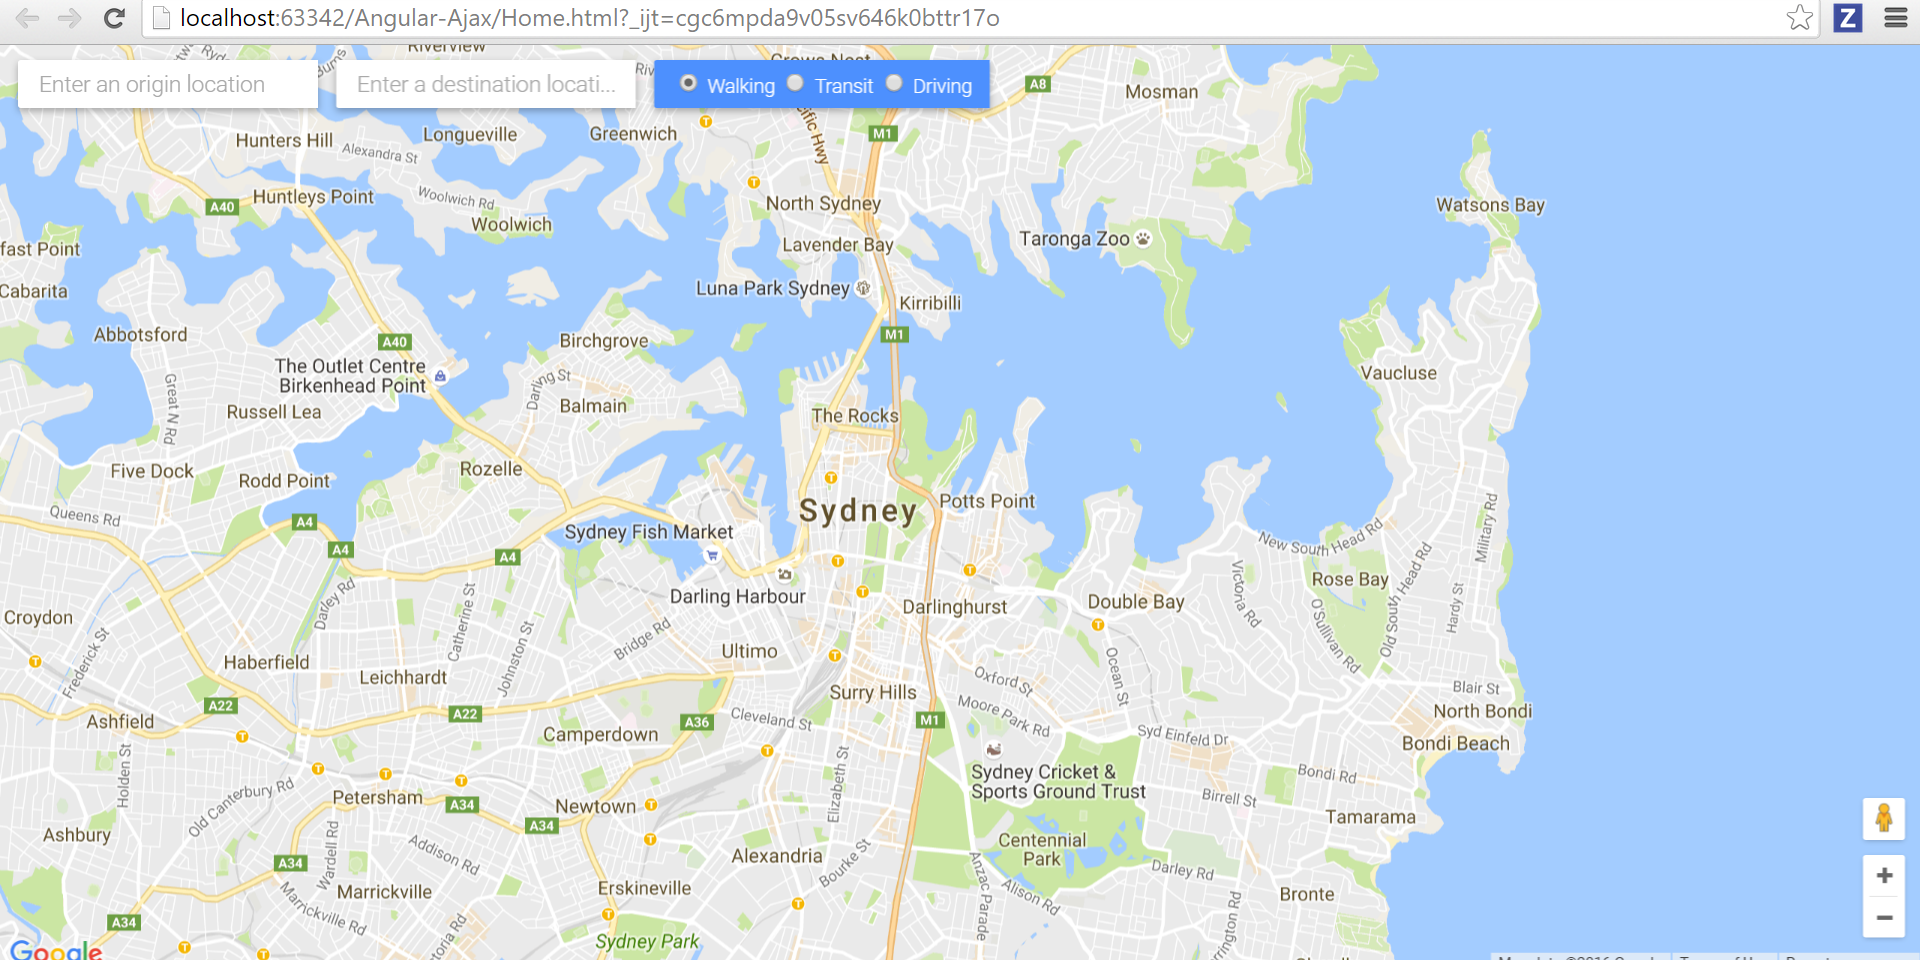 localhost:63342/Angular-Ajax/Home.html?_ijt=cgc6mpda9v05sv646k0bttr17o
Z
Riverview
Ryde
Burns
Crows Nest
Enter an origin location
Enter a destination locati...
Walking
Transit
Driving
A8
Mosman
Hunters Hill
Longueville
Greenwich
M1
Alexandra St
Huntleys Point
A40
Woolwich Rd
Woolwich
North Sydney
Watsons Bay
Lavender Bay
Taronga Zoo
fast Point
Cabarita
Luna Park Sydney
Kirribilli
Abbotsford
A40
Birchgrove
M1
The Outlet Centre
Birkenhead Point
Great N Rd
Darling St
Vaucluse
Russell Lea
Balmain
The Rocks
Five Dock
Rodd Point
Rozelle
Potts Point
Sydney
Queens Rd
A4
Sydney Fish Market
Military Rd
New South Head Rd
A4
A4
Victoria Rd
Rose Bay
Old South Head Rd
Hardy St
Darley Rd
Catherine St
Darling Harbour
Darlinghurst
Double Bay
O'Sullivan Rd
Croydon
Johnston St
Bridge Rd
Ultimo
Frederick St
Haberfield
Leichhardt
Ocean St
Oxford St
Surry Hills
Blair St
A22
A22
Moore Park Rd
North Bondi
Ashfield
A36
Cleveland St
M1
Camperdown
Syd Einfeld Dr
Bondi Beach
Holden St
Elizabeth St
Sydney Cricket &
Sports Ground Trust
Bondi Rd
Old Canterbury Rd
Petersham
A34
Newtown
Birrell St
Tamarama
Ashbury
A34
Wardell Rd
Addison Rd
Centennial
Park
Alexandria
Bourke St
Anzac Parade
Darley Rd
A34
Marrickville
Erskineville
Alison Rd
Bronte
Marrickville Rd
A34
Sydney Park
Google